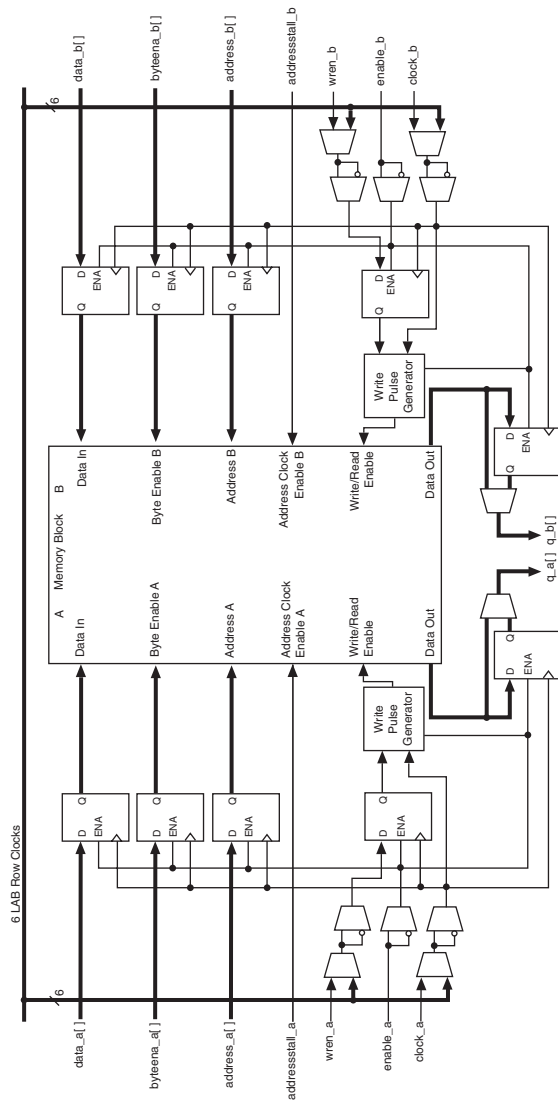 6 LAB Row Clocks
6
6
data_a[ ]
byteena_a[ ]
address_a[ ]
addressstall_a
wren_a
enable_a
clock_a
D
ENA
Q
D
ENA
Q
D
ENA
Q
D
ENA
Q
Write
Pulse
Generator
A
Memory Block
B
Data In
Byte Enable A
Address A
Address Clock
Enable A
Write/Read
Enable
Data Out
Data In
Byte Enable B
Address B
Address Clock
Enable B
Write/Read
Enable
Data Out
Write
Pulse
Generator
Q
D
ENA
Q
D
ENA
Q
D
ENA
Q
D
ENA
data_b[ ]
byteena_b[ ]
address_b[ ]
addressstall_b
wren_b
enable_b
clock_b
D
ENA
Q
q_a[ ]
q_b[ ]
Q
D
ENA